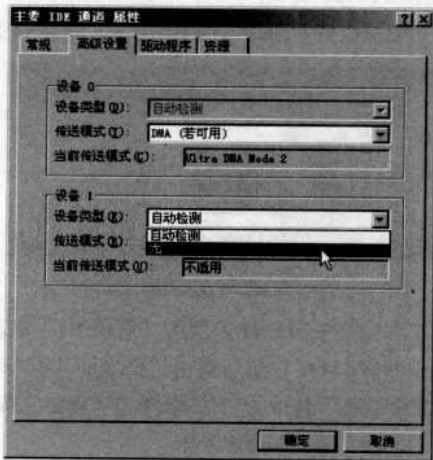 主要 IDE 通道 属性
常规 高级设置 驱动程序 资源
设备 0
设备类型(D): 自动检测
传送模式(T): DMA（若可用）
当前传送模式(C): Ultra DMA Mode 2
设备 1
设备类型(E): 自动检测
自动检测
传送模式(R): 无
当前传送模式(U): 不适用
确定 取消